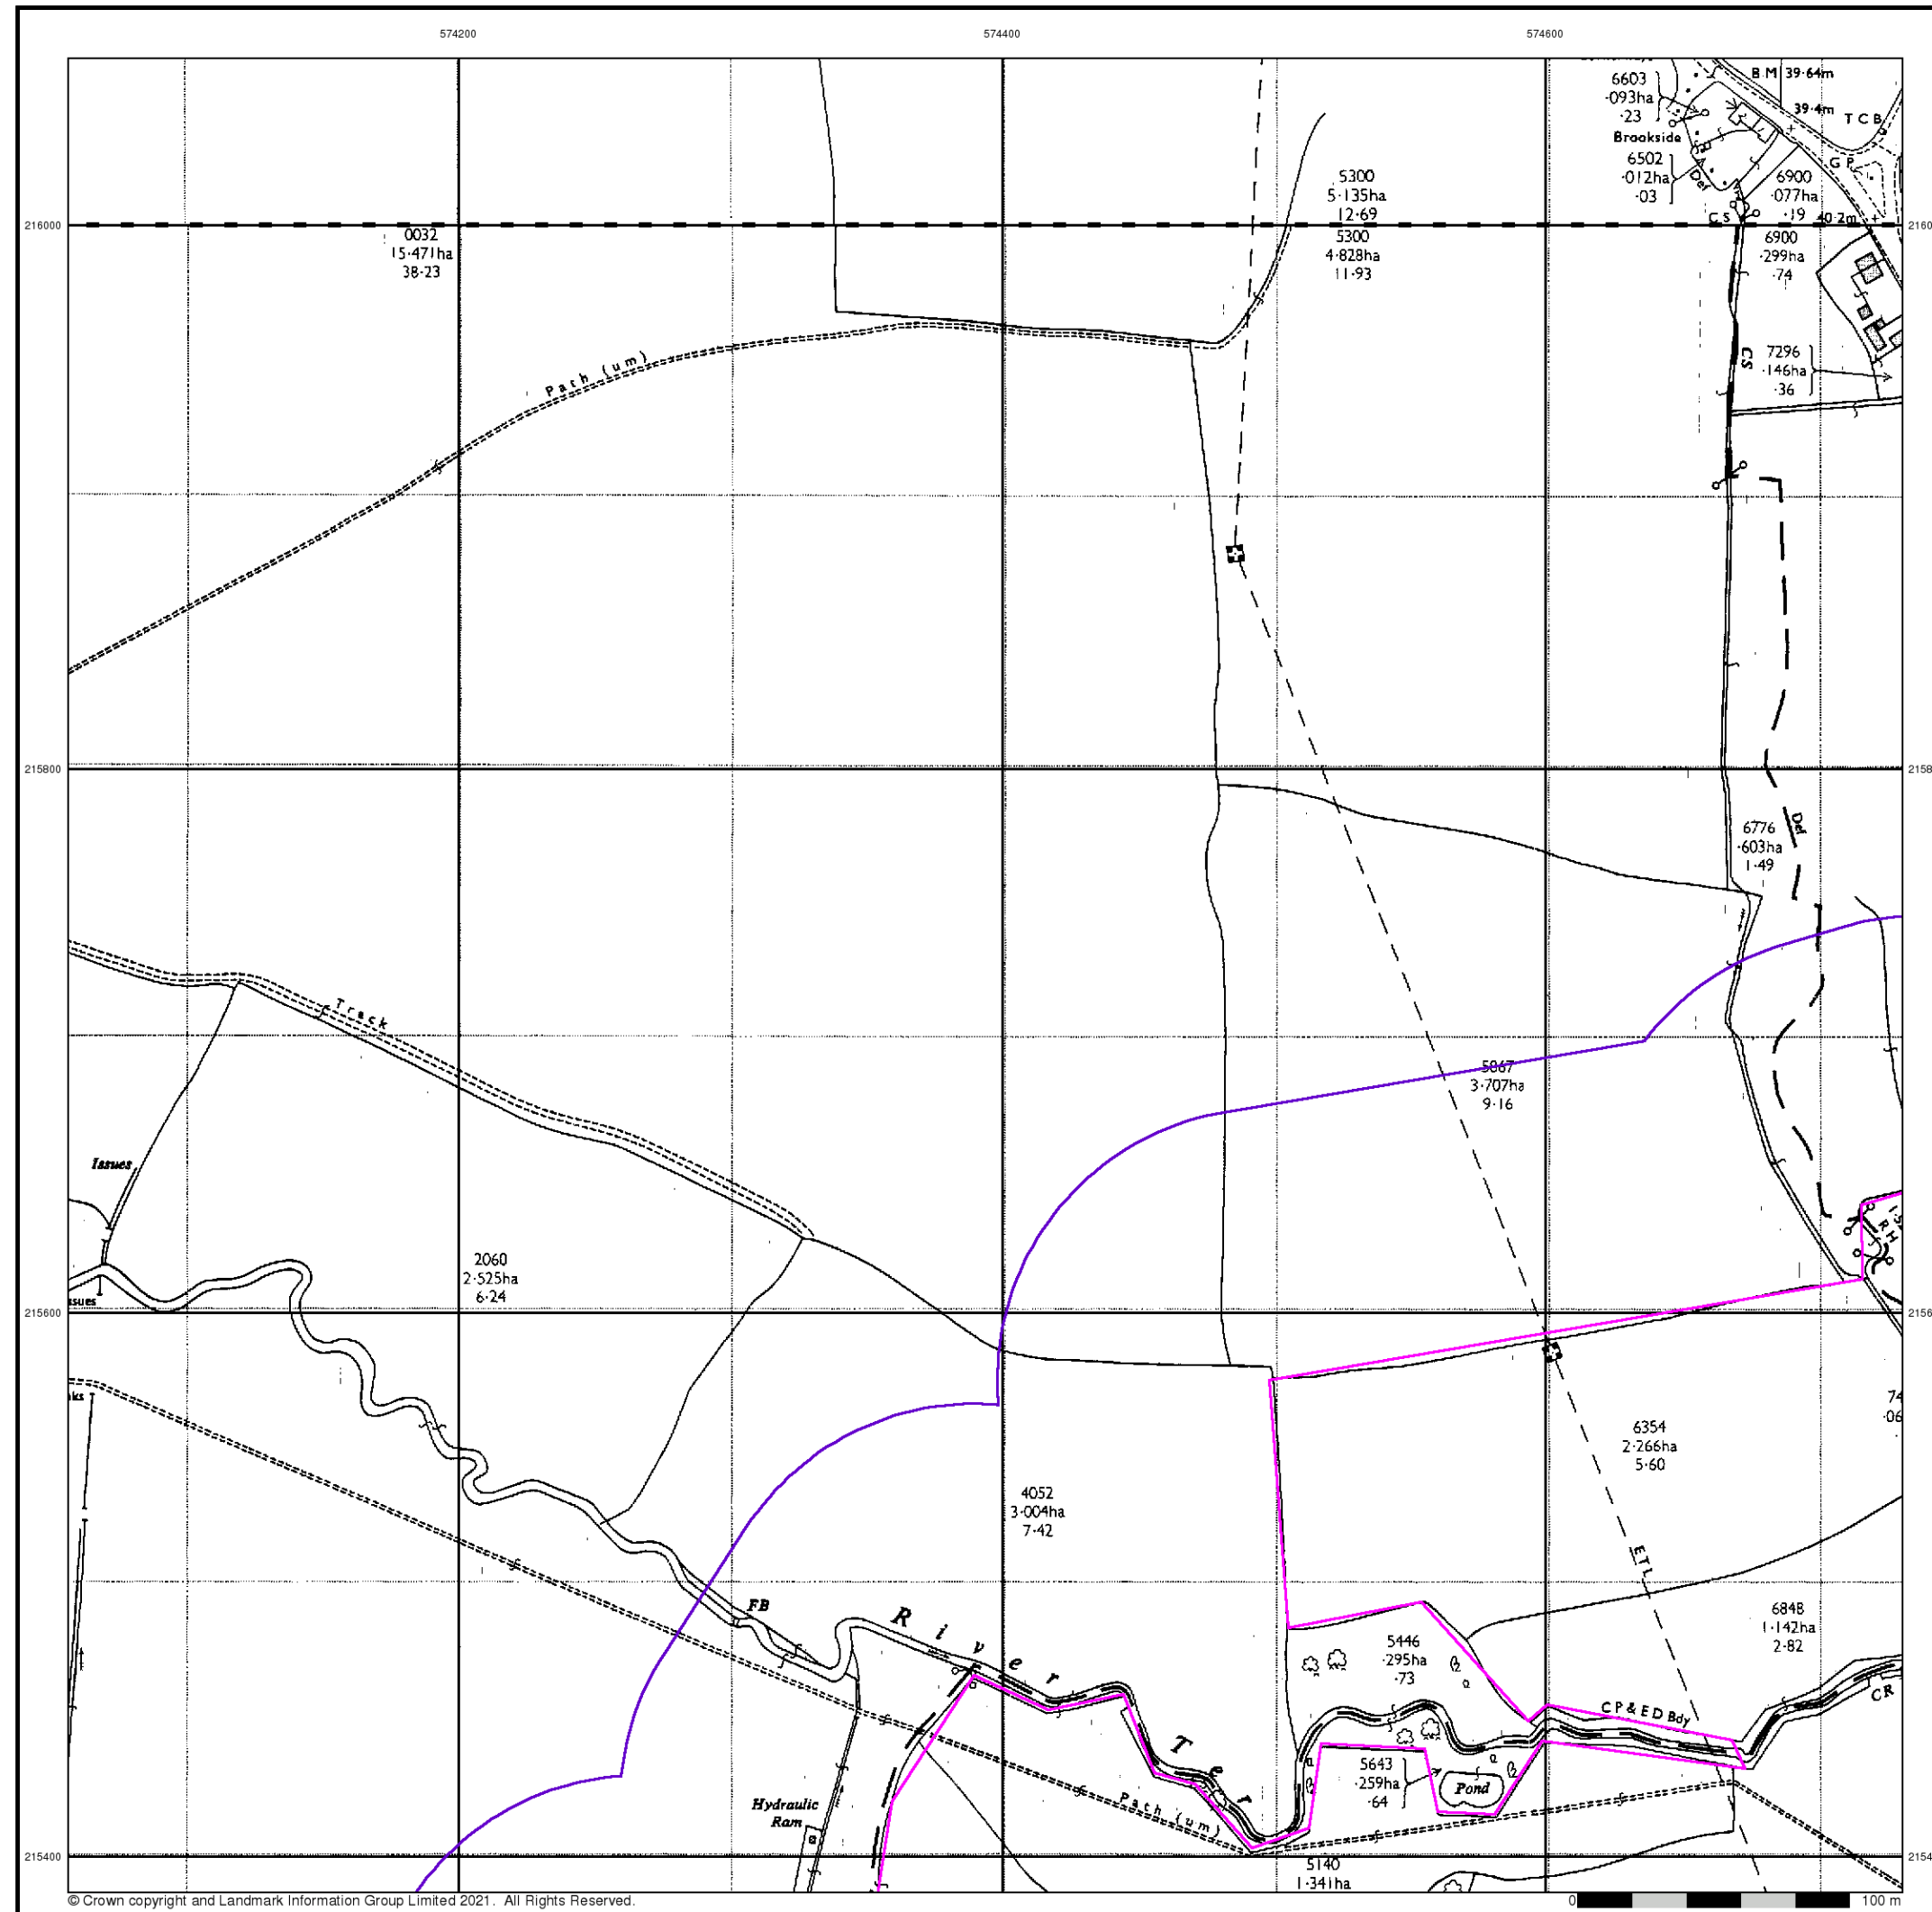 574200
574400
574600
B M 39·64m
6603
·093ha
·23
39·4m
T C B
Brookside
G P
6502
·012ha
·03
Def
5300
5·135ha
12·69
6900
·077ha
·19
C S
40·2m
216000
0032
15·471ha
38·23
5300
4·828ha
11·93
6900
·299ha
·74
CS
7296
·146ha
·36
Path (um)
215800
Def
6776
·603ha
1·49
Track
5867
3·707ha
9·16
Issues
R H
2060
2·525ha
6·24
215600
6354
2·266ha
5·60
4052
3·004ha
7·42
ETL
FB
River Ter
6848
1·142ha
2·82
5446
·295ha
·73
CR
CP & ED Bdy
5643
·259ha
·64
Pond
Hydraulic
Ram
Path (um)
215400
5140
1·341ha
© Crown copyright and Landmark Information Group Limited 2021. All Rights Reserved.
0
100 m